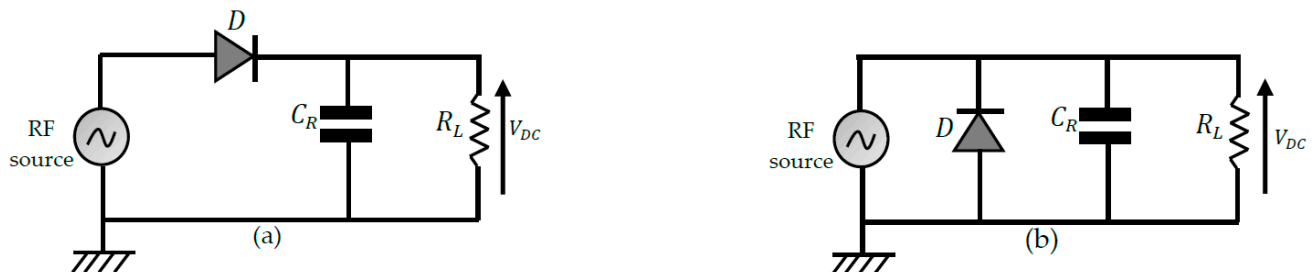 D
RF
source
C_R
R_L
V_DC
(a)
RF
source
D
C_R
R_L
V_DC
(b)